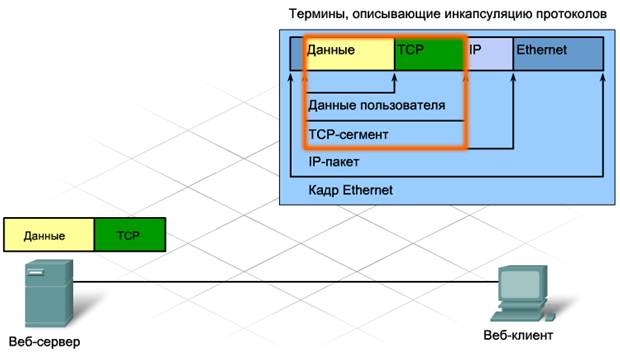 Термины, описывающие инкапсуляцию протоколов
Данные TCP IP Ethernet
Данные пользователя
TCP-сегмент
IP-пакет
Кадр Ethernet
Данные TCP
Веб-сервер
Веб-клиент